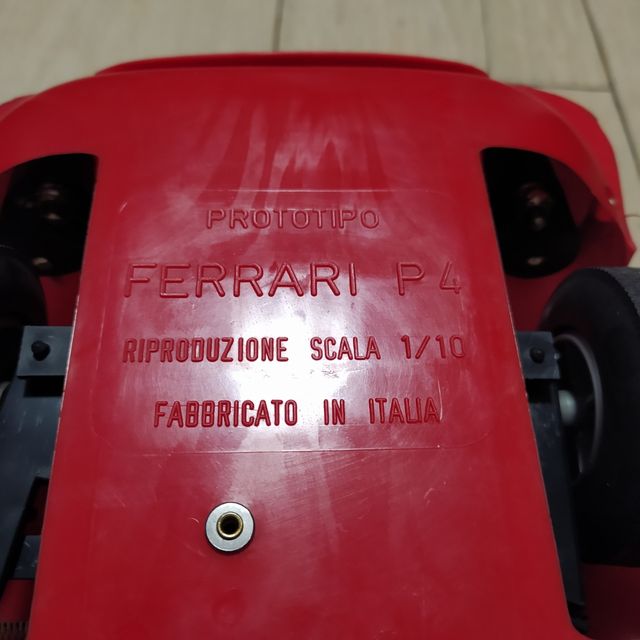 PROTOTIPO
FERRARI P4
RIPRODUZIONE SCALA 1/10
FABBRICATO IN ITALIA